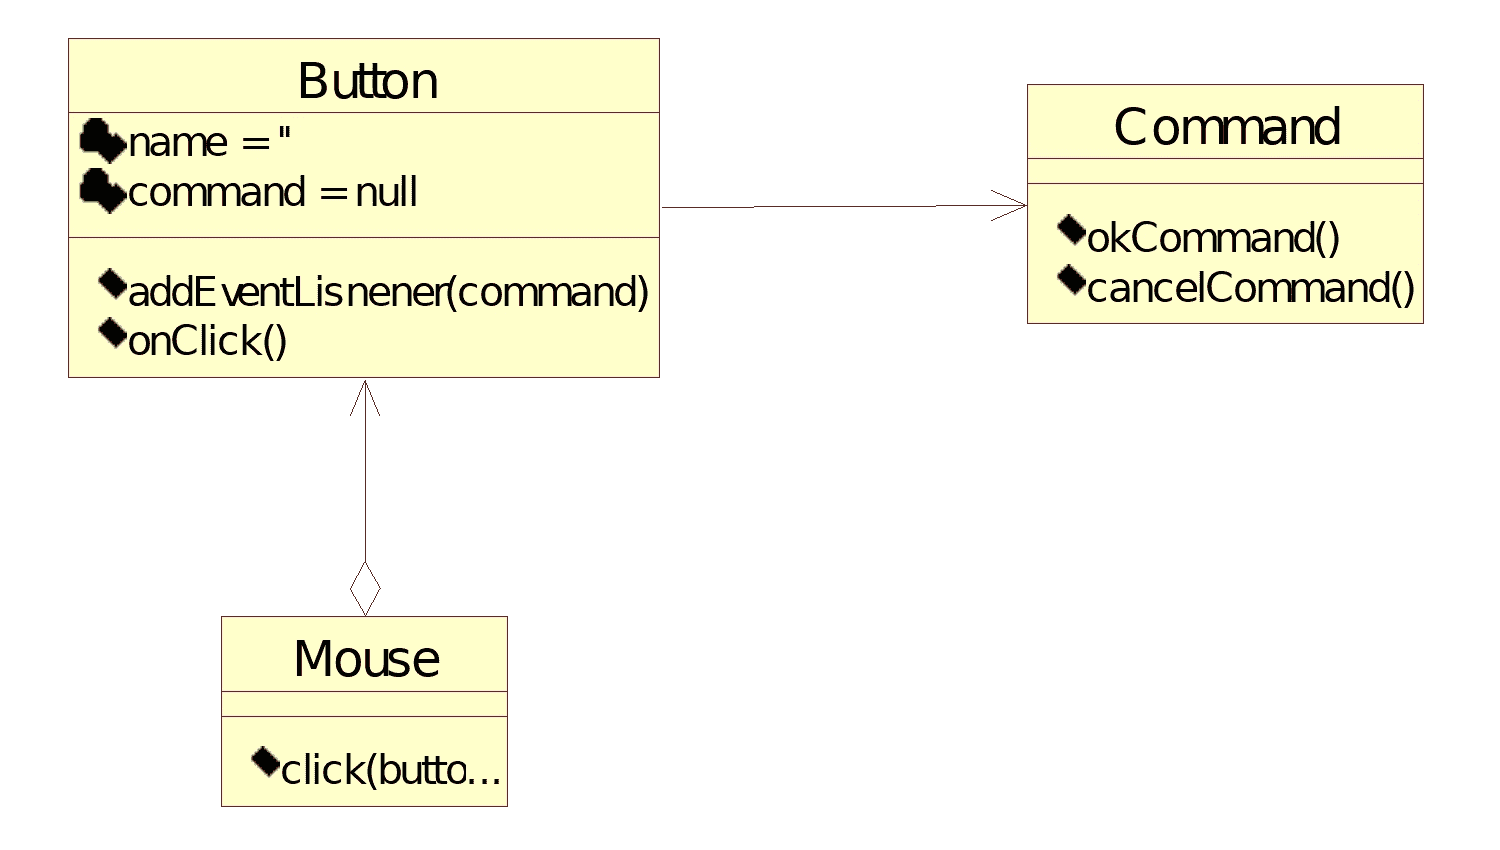 Button
name = ''
command = null
addEventLisnener(command)
onClick()
Command
okCommand()
cancelCommand()
Mouse
click(butto...